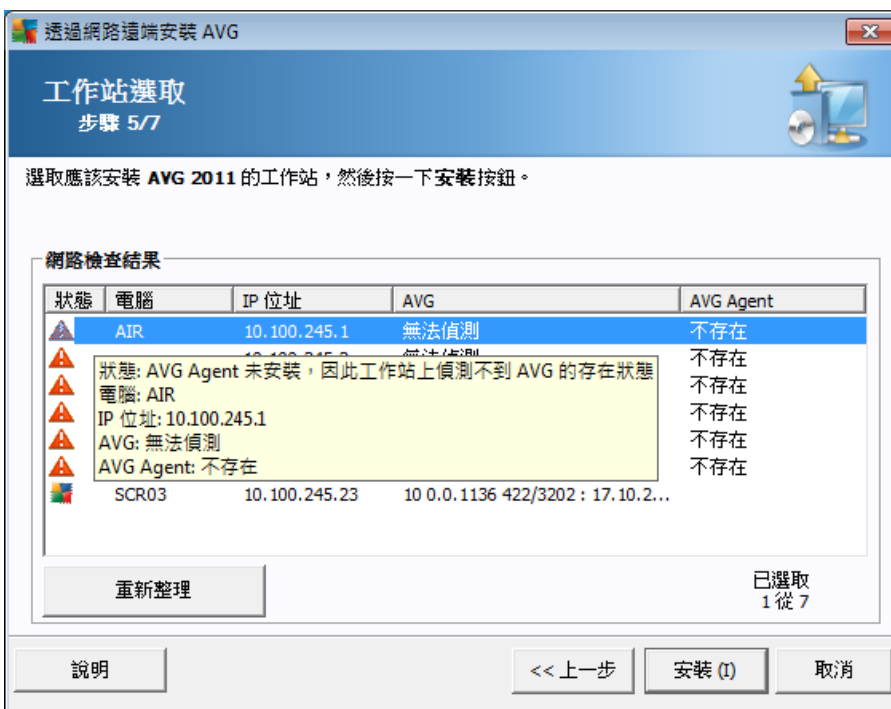 透過網路遠端安裝 AVG
工作站選取
步驟 5/7
選取應該安裝 AVG 2011 的工作站，然後按一下安裝按鈕。
網路檢查結果
狀態 電腦 IP 位址 AVG AVG Agent
AIR 10.100.245.1 無法偵測 不存在
不存在
狀態: AVG Agent 未安裝，因此工作站上偵測不到 AVG 的存在狀態
電腦: AIR 不存在
IP 位址: 10.100.245.1 不存在
AVG: 無法偵測 不存在
AVG Agent: 不存在 不存在
SCR03 10.100.245.23 10 0.0.1136 422/3202 : 17.10.2...
重新整理
已選取
1 從 7
說明 << 上一步 安裝 (I) 取消